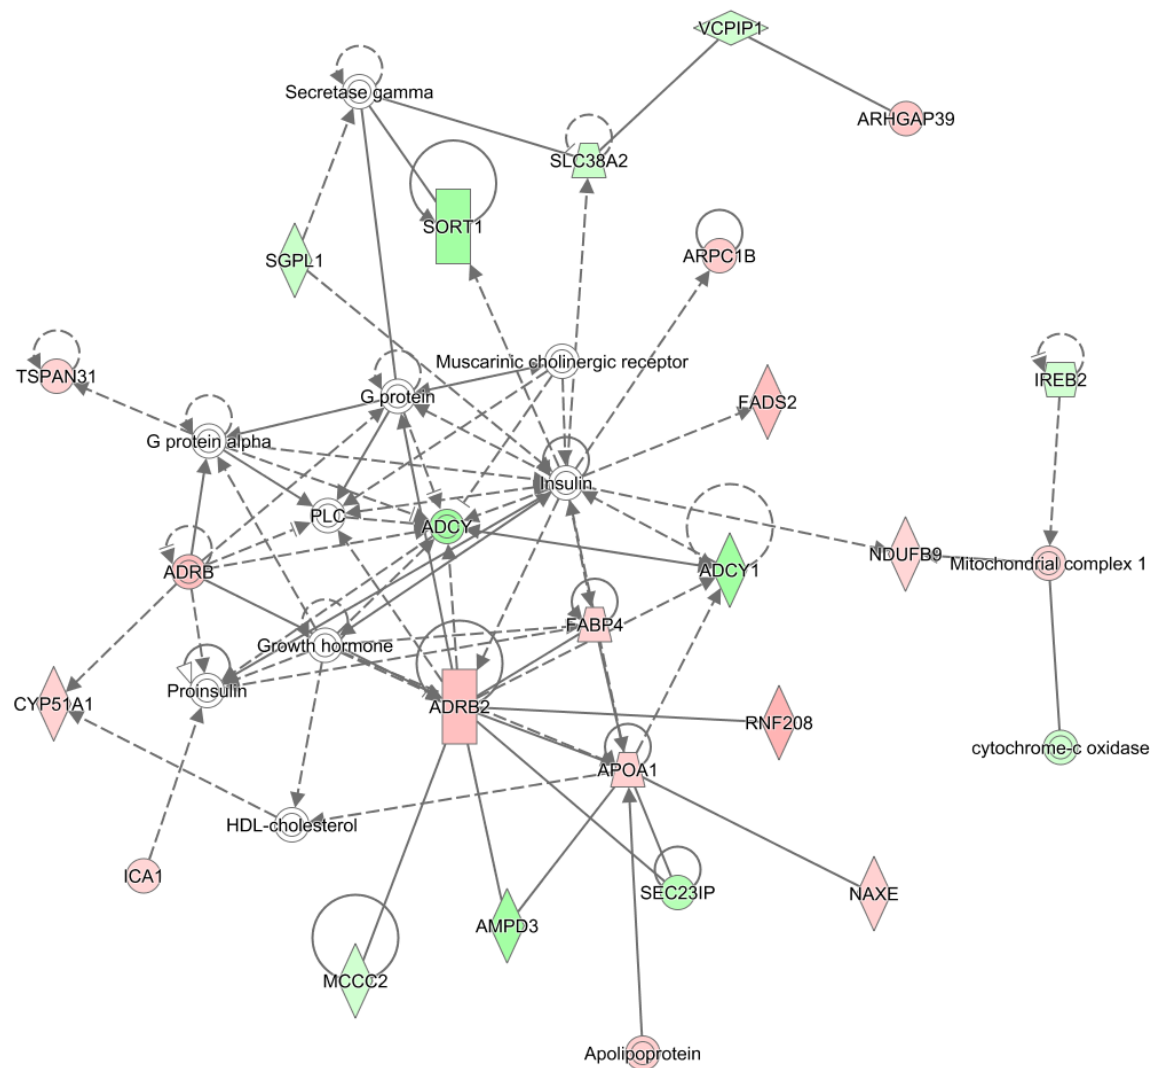 VCPIP1
Secretase gamma
ARHGAP39
SLC38A2
SORT1
ARPC1B
SGPL1
Muscarinic cholinergic receptor
TSPAN31
IREB2
G protein
FADS2
G protein alpha
Insulin
PLC
ADCY
NDUFB9
Mitochondrial complex 1
ADRB
ADCY1
FABP4
Growth hormone
Proinsulin
CYP51A1
ADRB2
RNF208
cytochrome-c oxidase
APOA1
HDL-cholesterol
ICA1
SEC23IP
NAXE
AMPD3
MCCC2
Apolipoprotein